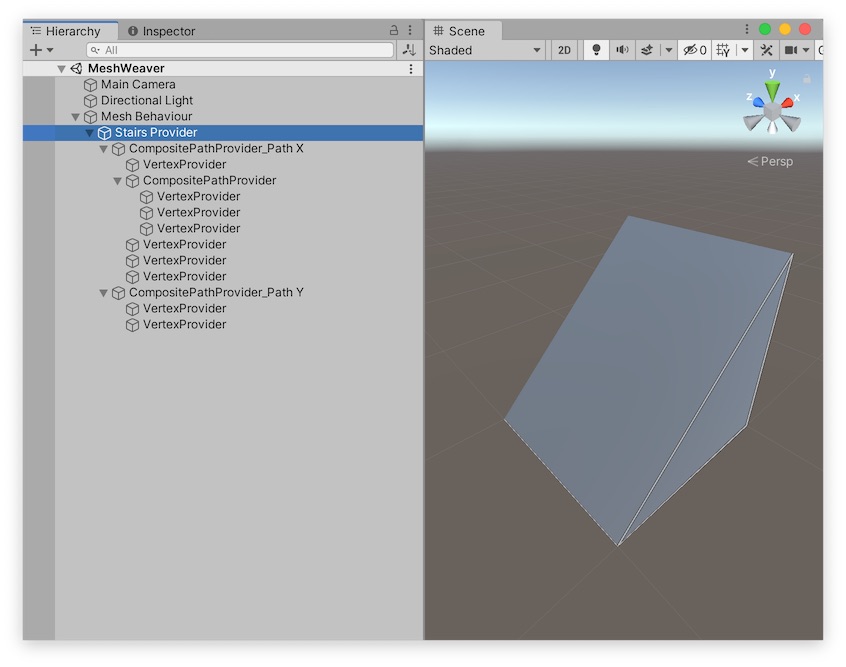 Hierarchy
Inspector
All
MeshWeaver
Main Camera
Directional Light
Mesh Behaviour
Stairs Provider
CompositePathProvider_Path X
VertexProvider
CompositePathProvider
VertexProvider
VertexProvider
VertexProvider
VertexProvider
VertexProvider
VertexProvider
CompositePathProvider_Path Y
VertexProvider
VertexProvider
Scene
Shaded 2D 0
y
z x
Persp